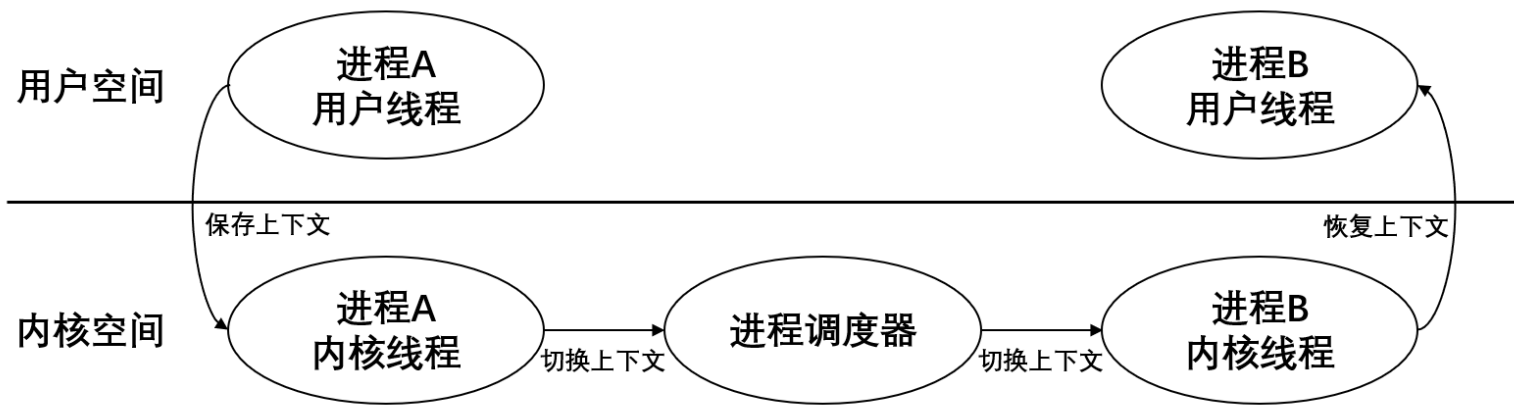 进程A
用户线程
进程B
用户线程
用户空间
保存上下文
恢复上下文
进程A
内核线程
进程调度器
进程B
内核线程
内核空间
切换上下文
切换上下文